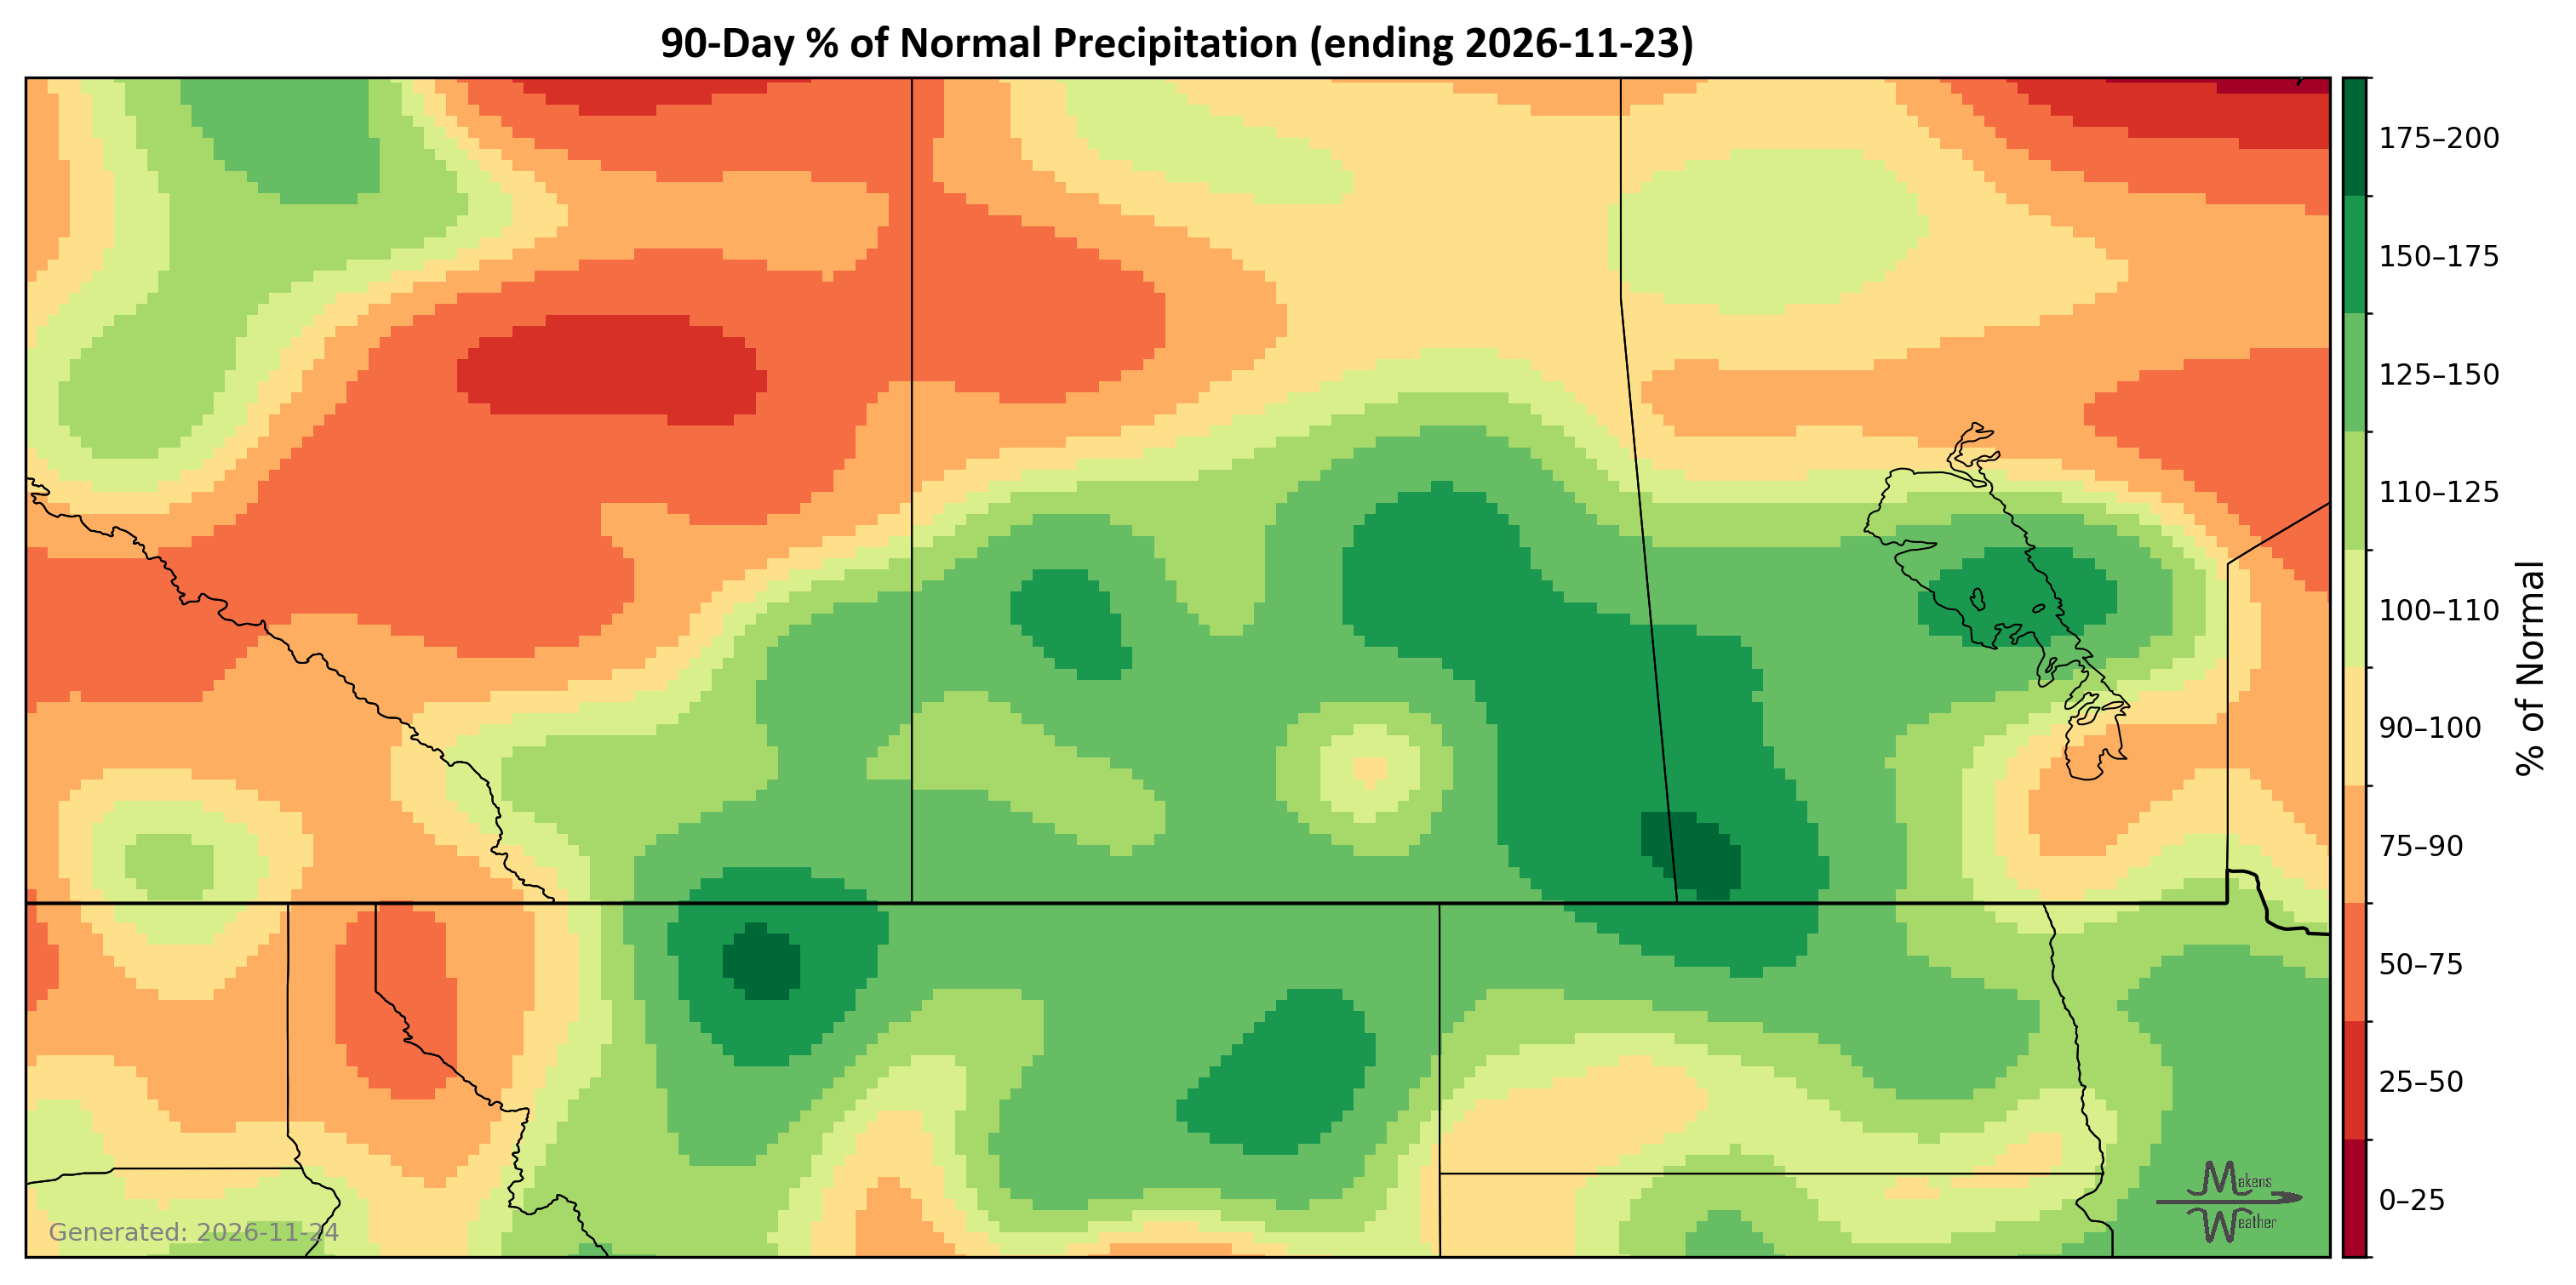 90-Day % of Normal Precipitation (ending 2026-11-23)
175–200
150–175
125–150
110–125
100–110
90–100
75–90
50–75
25–50
0–25
% of Normal
Generated: 2026-11-24
Makens
Weather